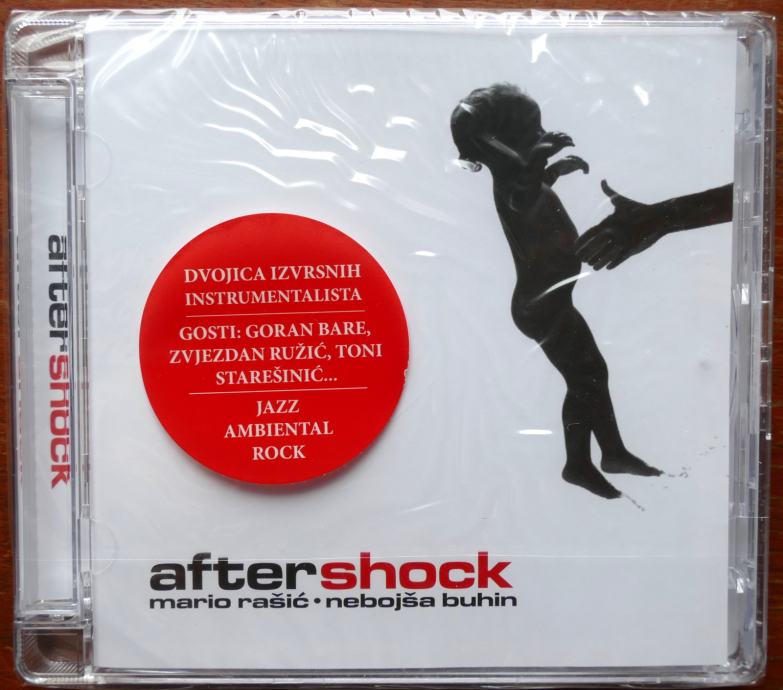 aftershock
DVOJICA IZVRSNIH
INSTRUMENTALISTA
GOSTI: GORAN BARE,
ZVJEZDAN RUŽIĆ, TONI
STAREŠINIĆ...
JAZZ
AMBIENTAL
ROCK
aftershock
mario rašić • nebojša buhin